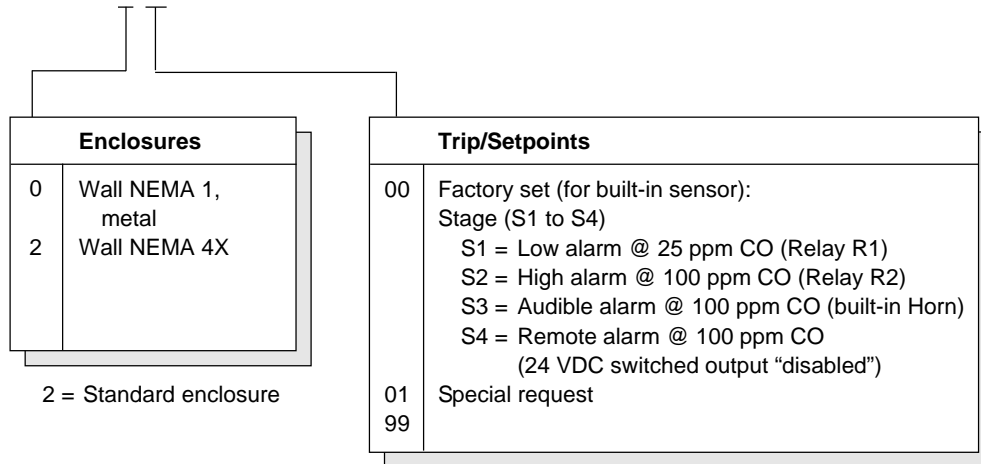 Enclosures
0 Wall NEMA 1,
metal
2 Wall NEMA 4X
2 = Standard enclosure
Trip/Setpoints
00 Factory set (for built-in sensor):
Stage (S1 to S4)
S1 = Low alarm @ 25 ppm CO (Relay R1)
S2 = High alarm @ 100 ppm CO (Relay R2)
S3 = Audible alarm @ 100 ppm CO (built-in Horn)
S4 = Remote alarm @ 100 ppm CO
(24 VDC switched output “disabled”)
01 Special request
99